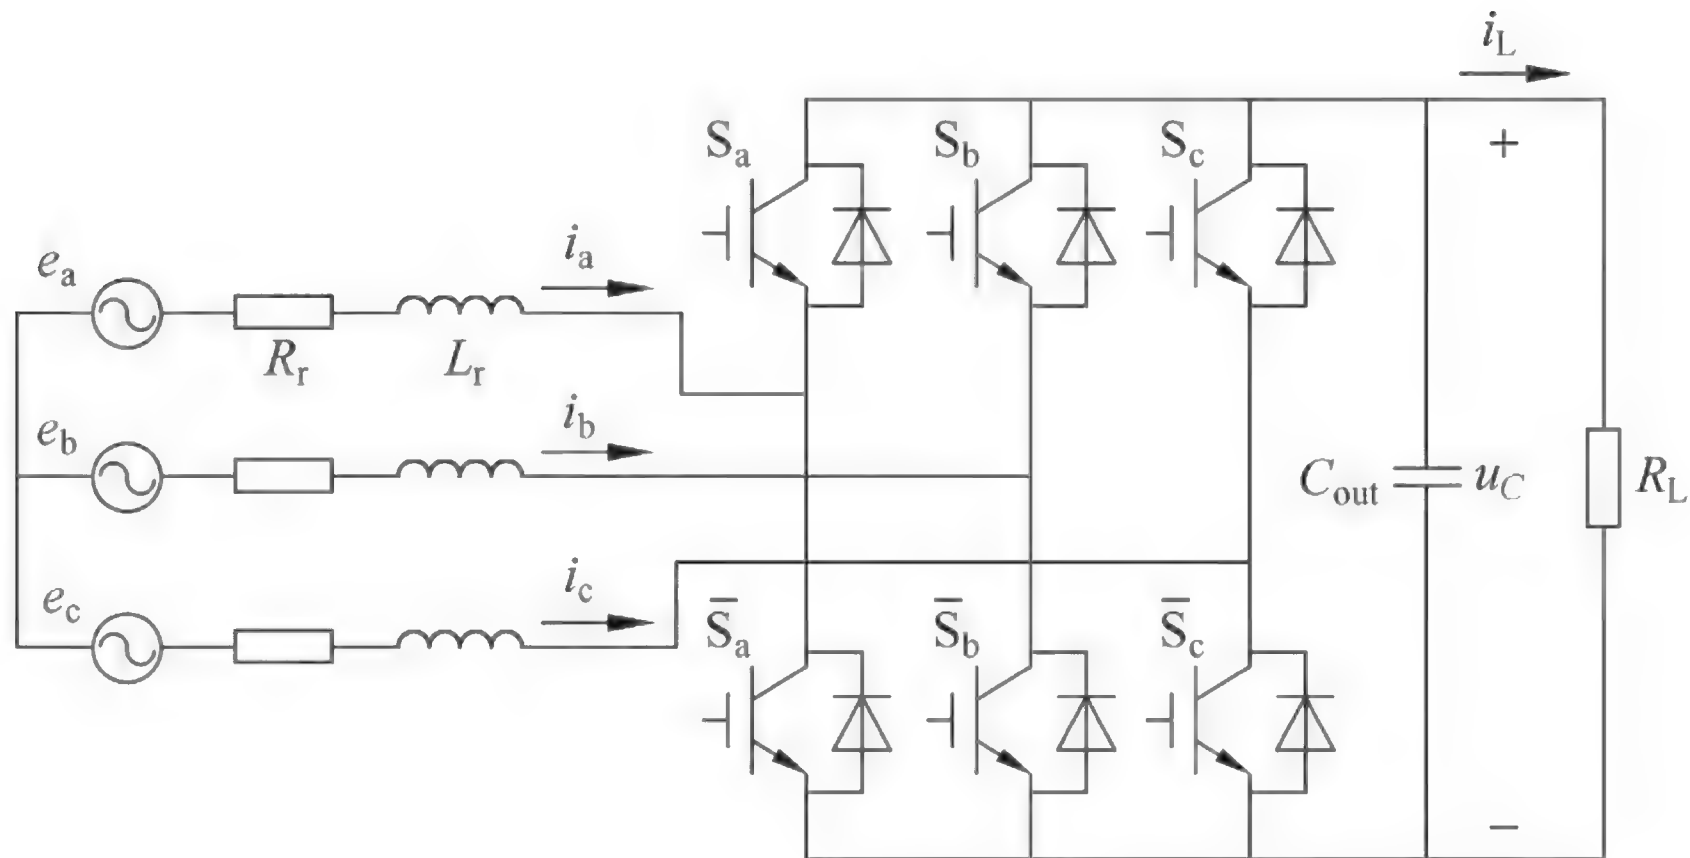 i_L
S_a S_b S_c
+
e_a i_a
R_r L_r
e_b i_b
C_out u_C R_L
e_c i_c
S̄_a S̄_b S̄_c
−